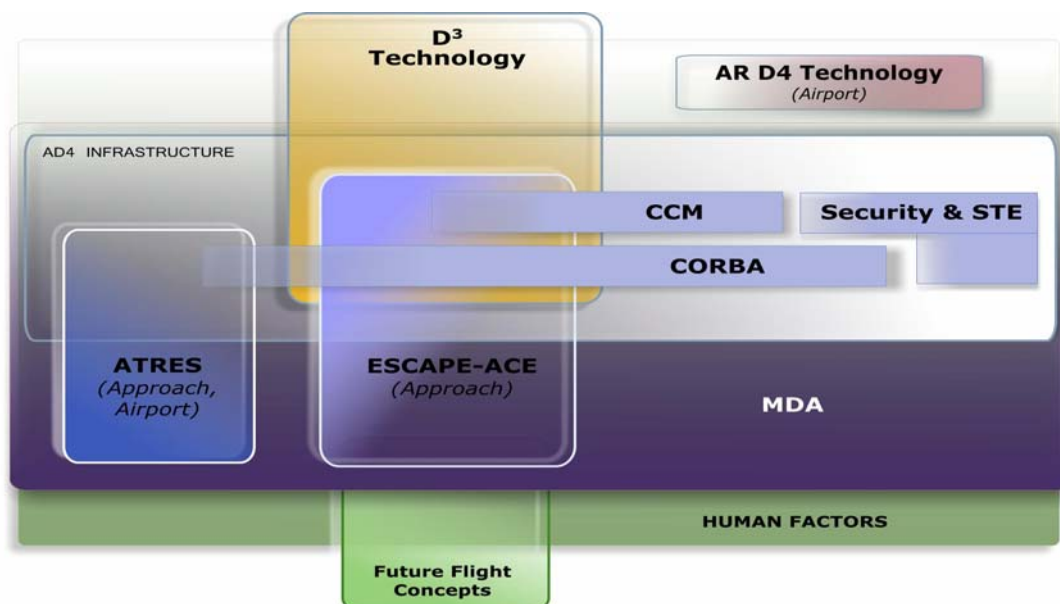 D³
Technology
AR D4 Technology
(Airport)
AD4 INFRASTRUCTURE
CCM
Security & STE
CORBA
ATRES
(Approach,
Airport)
ESCAPE-ACE
(Approach)
MDA
HUMAN FACTORS
Future Flight
Concepts